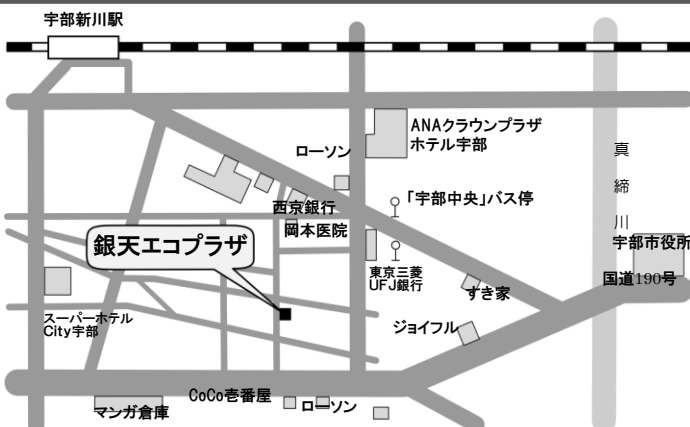 宇部新川駅
ANAクラウンプラザ
ホテル宇部
ローソン
真締川
西京銀行
「宇部中央」バス停
岡本医院
銀天エコプラザ
宇部市役所
東京三菱
UFJ銀行
国道190号
すき家
スーパーホテル
City宇部
ジョイフル
CoCo壱番屋
ローソン
マンガ倉庫